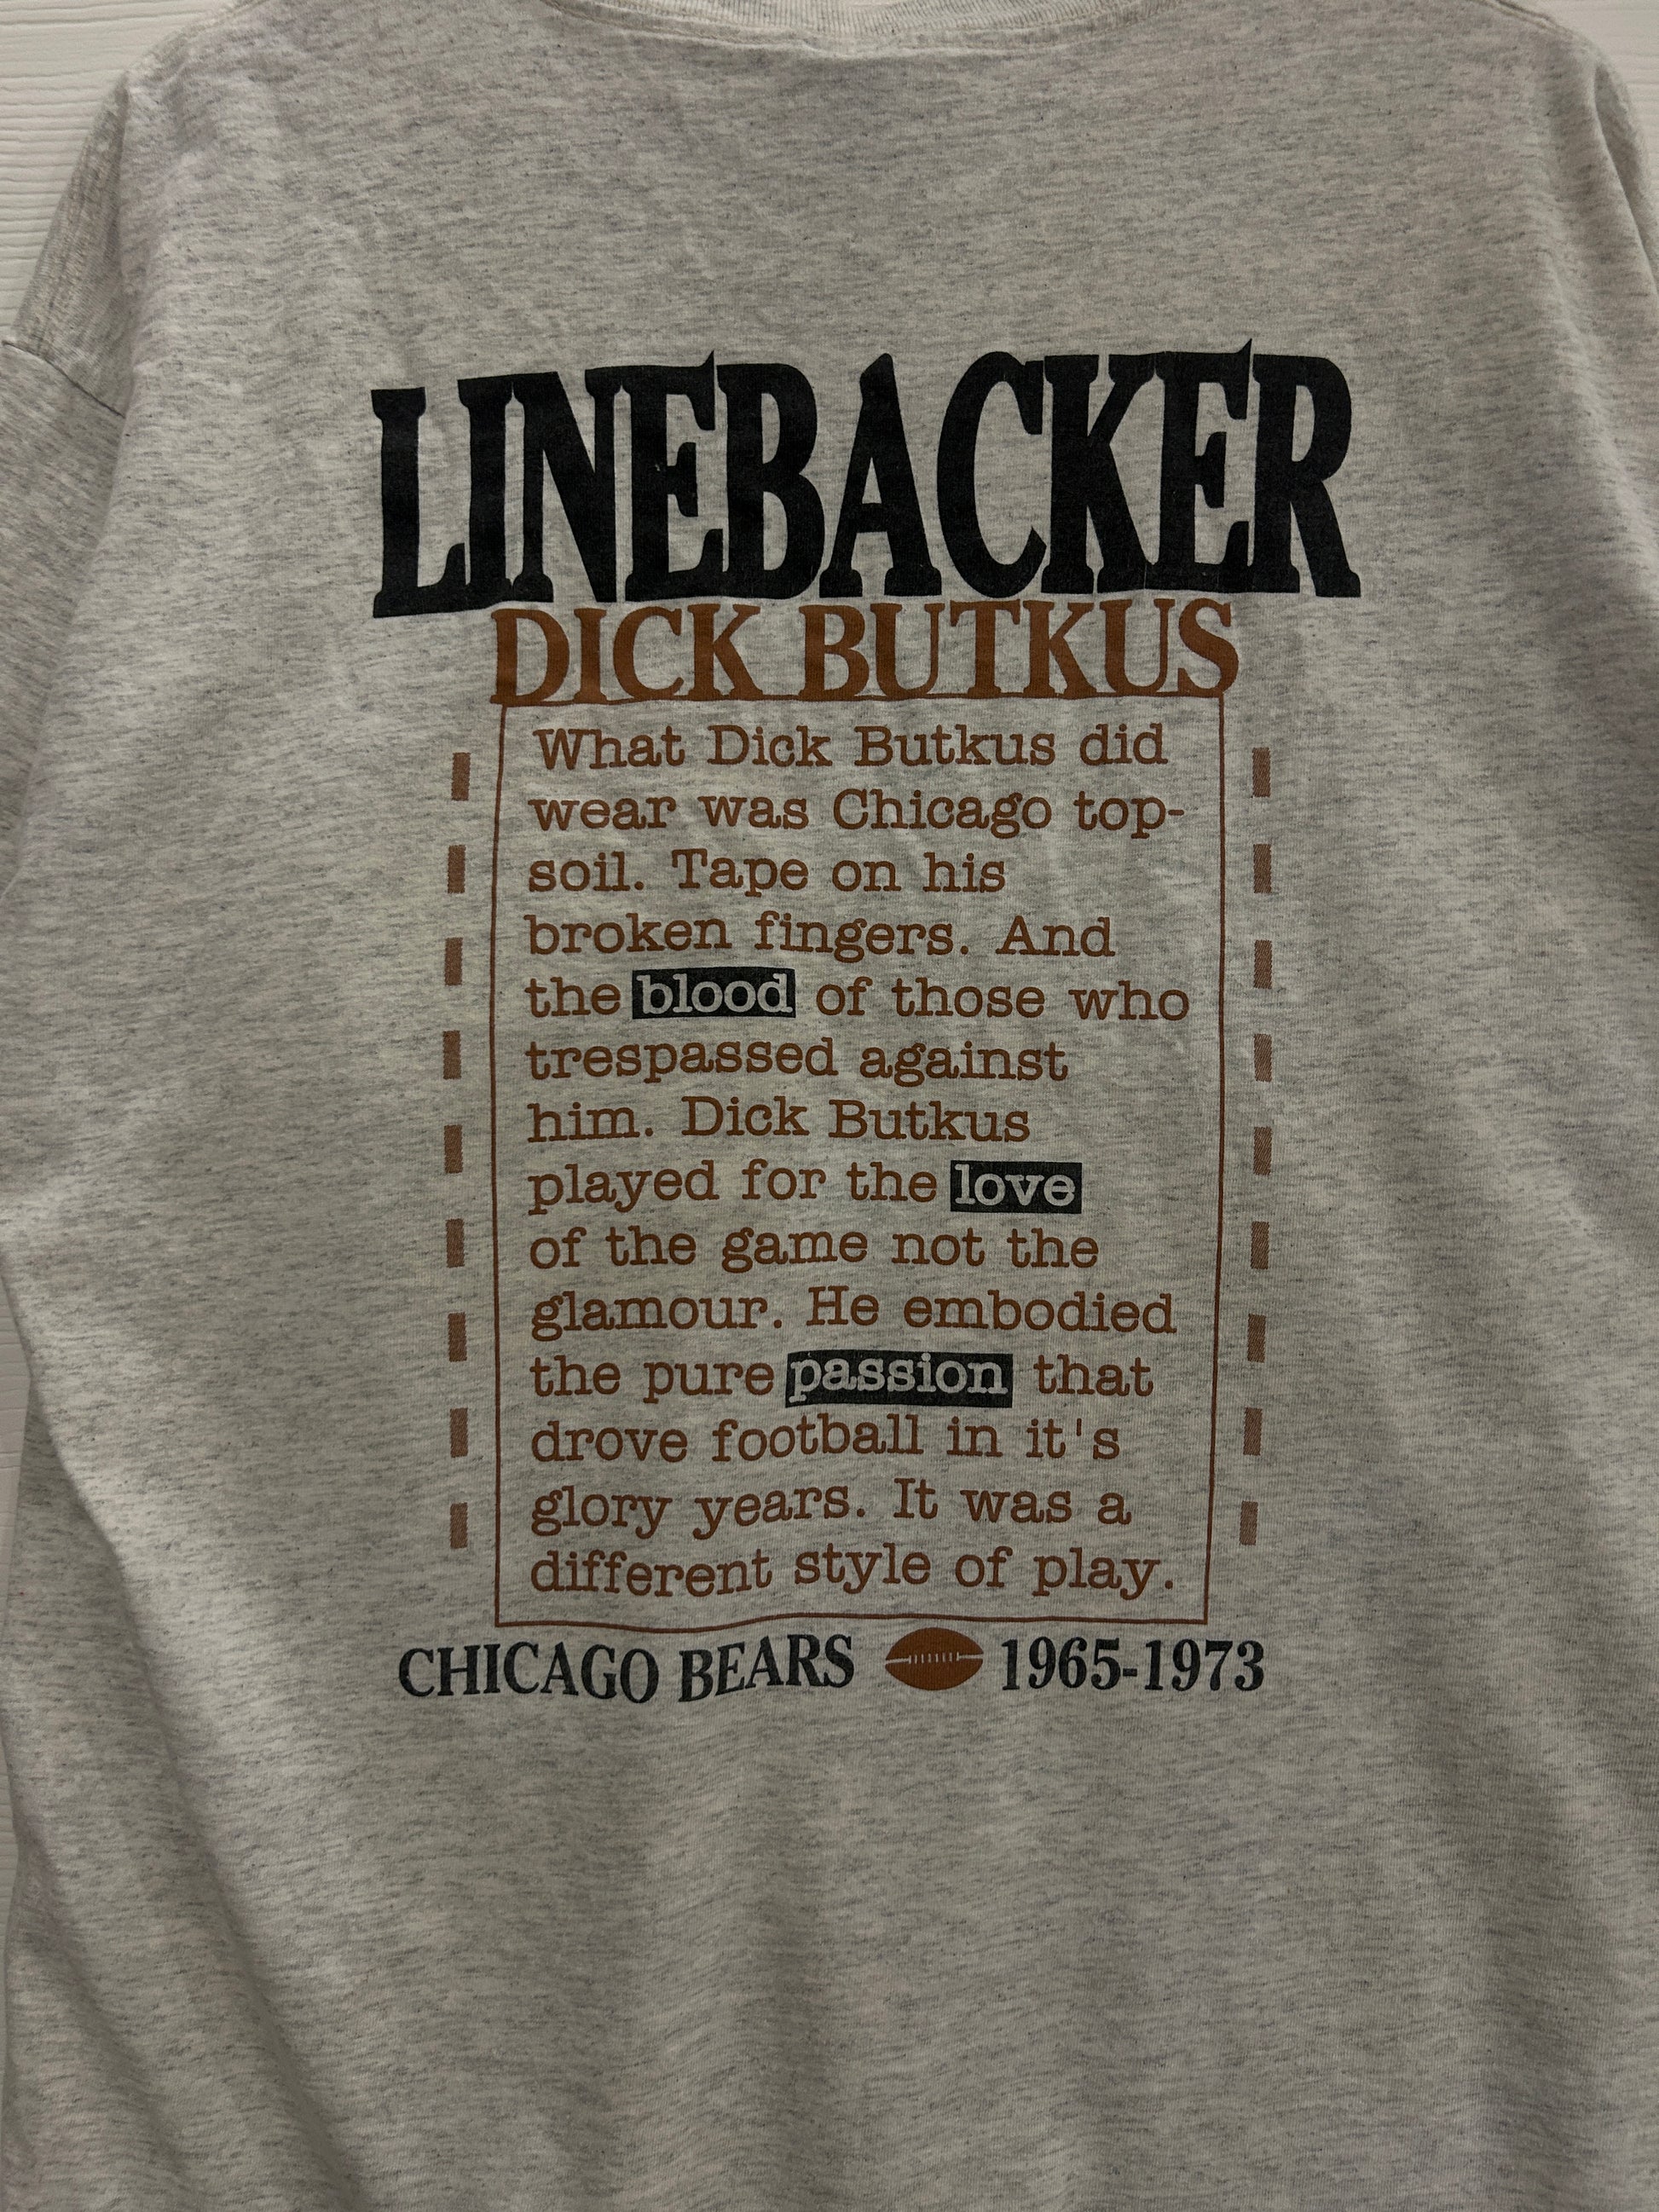 LINEBACKER
DICK BUTKUS
What Dick Butkus did
wear was Chicago top-
soil. Tape on his
broken fingers. And
the blood of those who
trespassed against
him. Dick Butkus
played for the love
of the game not the
glamour. He embodied
the pure passion that
drove football in it's
glory years. It was a
different style of play.
CHICAGO BEARS 1965-1973